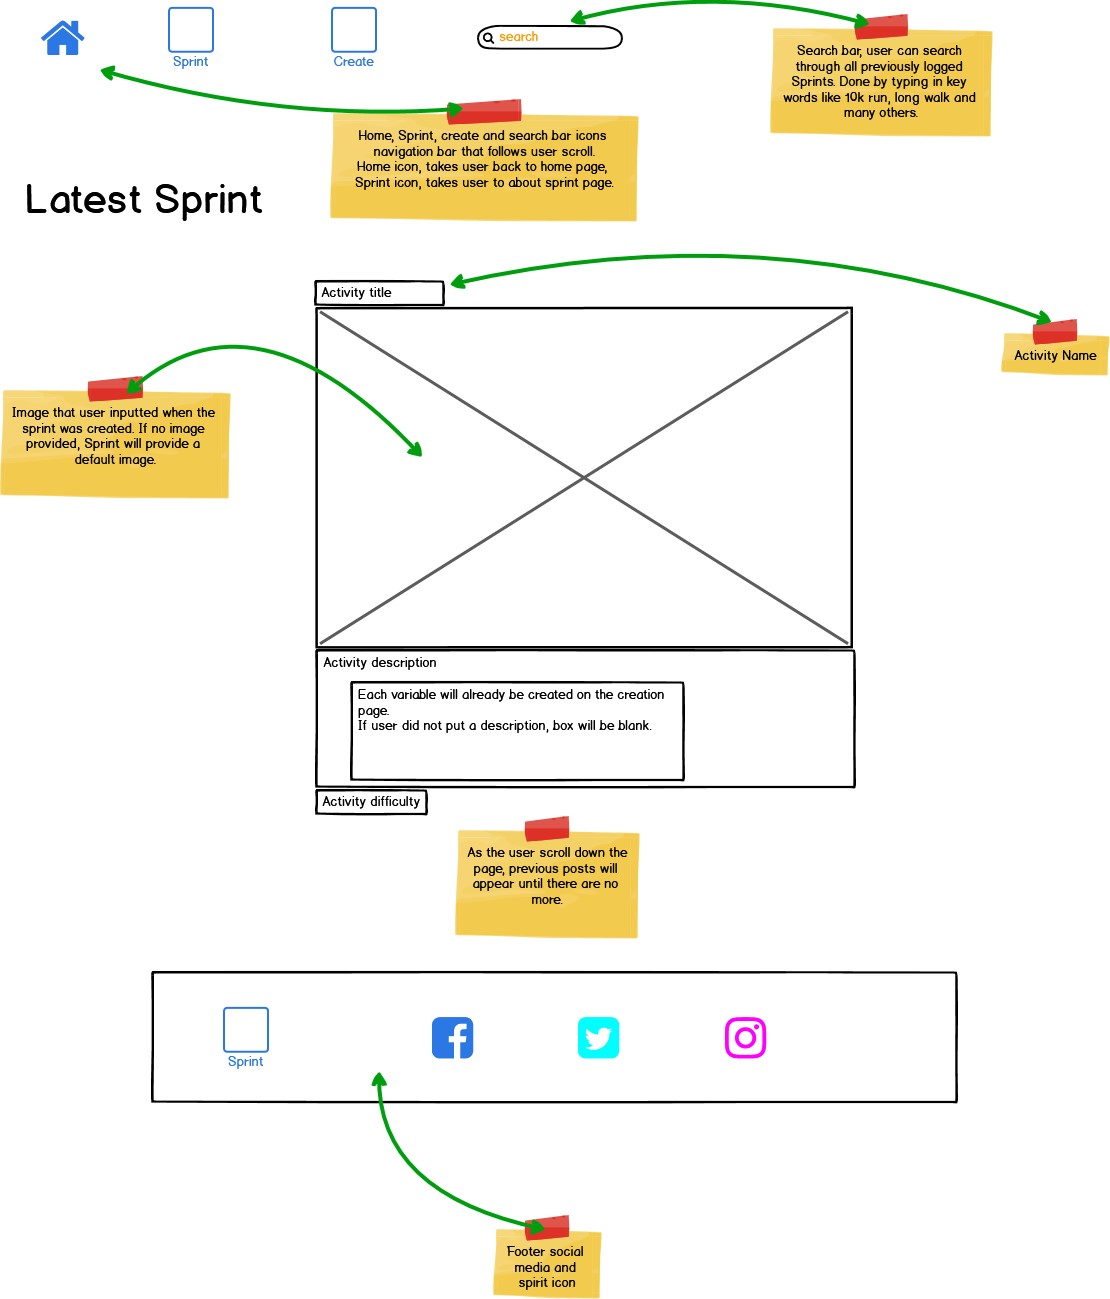 Sprint
Create
search
Search bar, user can search
through all previously logged
Sprints. Done by typing in key
words like 10k run, long walk and
many others.
Home, Sprint, create and search bar icons
navigation bar that follows user scroll.
Home icon, takes user back to home page,
Sprint icon, takes user to about sprint page.
Latest Sprint
Activity title
Activity Name
Image that user inputted when the
sprint was created. If no image
provided, Sprint will provide a
default image.
Activity description
Each variable will already be created on the creation
page.
If user did not put a description, box will be blank.
Activity difficulty
As the user scroll down the
page, previous posts will
appear until there are no
more.
Sprint
Footer social
media and
spirit icon